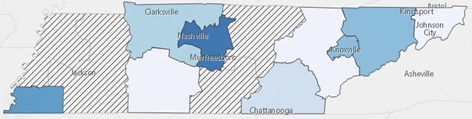 Bristol
Clarksville
Kingsport
Johnson
City
Nashville
Knoxville
Murfreesboro
Jackson
Asheville
Chattanooga